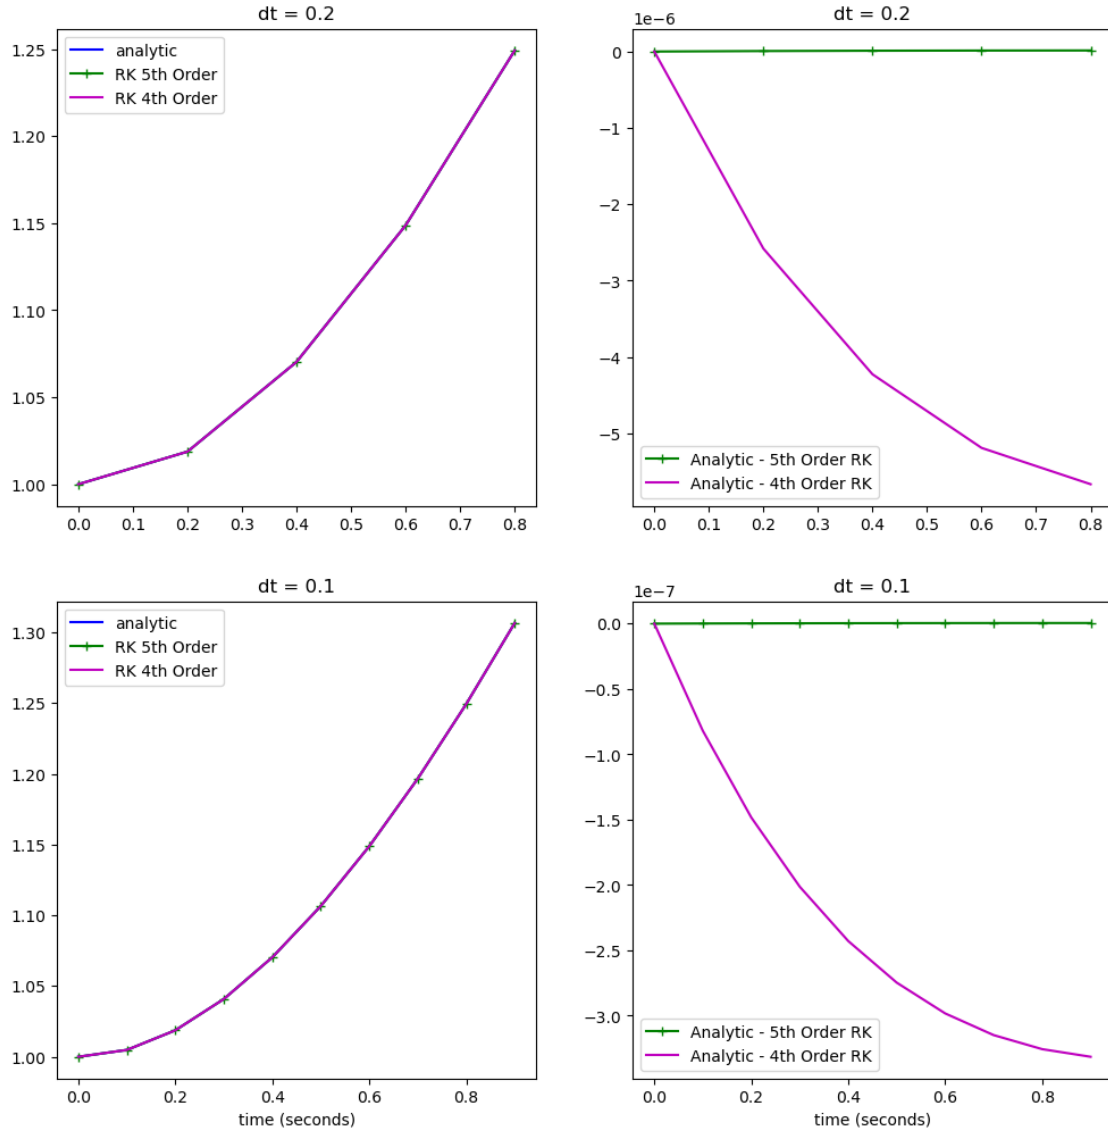 dt = 0.2
analytic
RK 5th Order
RK 4th Order
1.25
1.20
1.15
1.10
1.05
1.00
0.0 0.1 0.2 0.3 0.4 0.5 0.6 0.7 0.8
dt = 0.2
1e−6
0
−1
−2
−3
−4
−5
Analytic - 5th Order RK
Analytic - 4th Order RK
0.0 0.1 0.2 0.3 0.4 0.5 0.6 0.7 0.8
dt = 0.1
analytic
RK 5th Order
RK 4th Order
1.30
1.25
1.20
1.15
1.10
1.05
1.00
0.0 0.2 0.4 0.6 0.8
time (seconds)
dt = 0.1
1e−7
0.0
−0.5
−1.0
−1.5
−2.0
−2.5
−3.0
Analytic - 5th Order RK
Analytic - 4th Order RK
0.0 0.2 0.4 0.6 0.8
time (seconds)